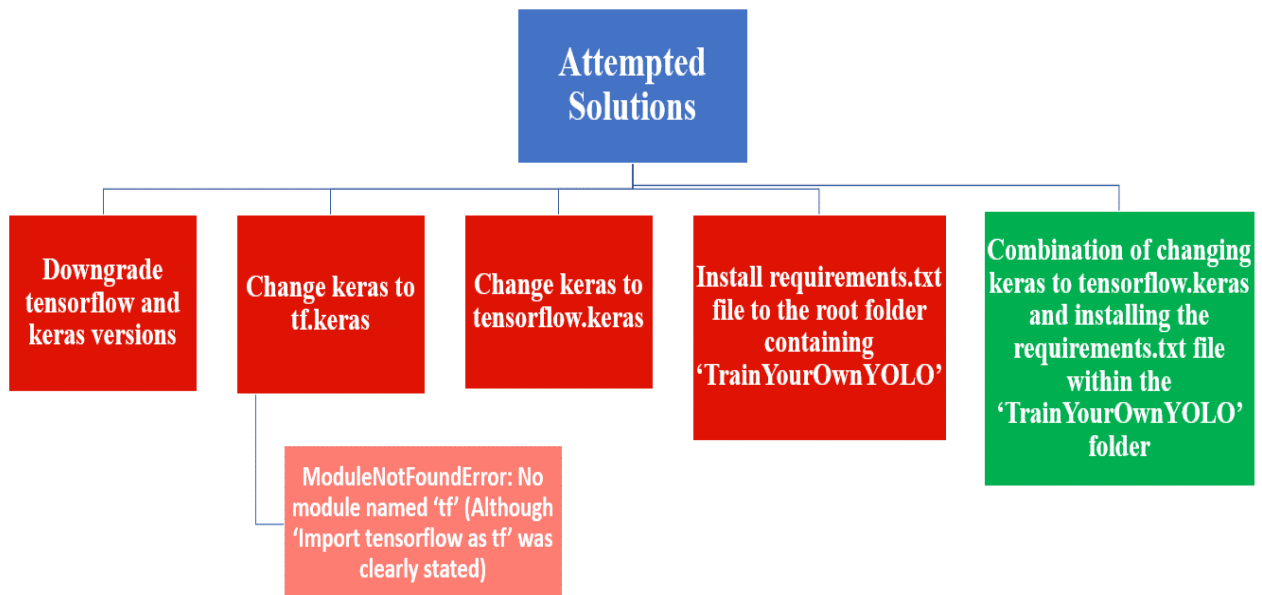 Attempted
Solutions
Downgrade
tensorflow and
keras versions
Change keras to
tf.keras
Change keras to
tensorflow.keras
Install requirements.txt
file to the root folder
containing
‘TrainYourOwnYOLO’
Combination of changing
keras to tensorflow.keras
and installing the
requirements.txt file
within the
‘TrainYourOwnYOLO’
folder
ModuleNotFoundError: No
module named ‘tf’ (Although
‘Import tensorflow as tf’ was
clearly stated)